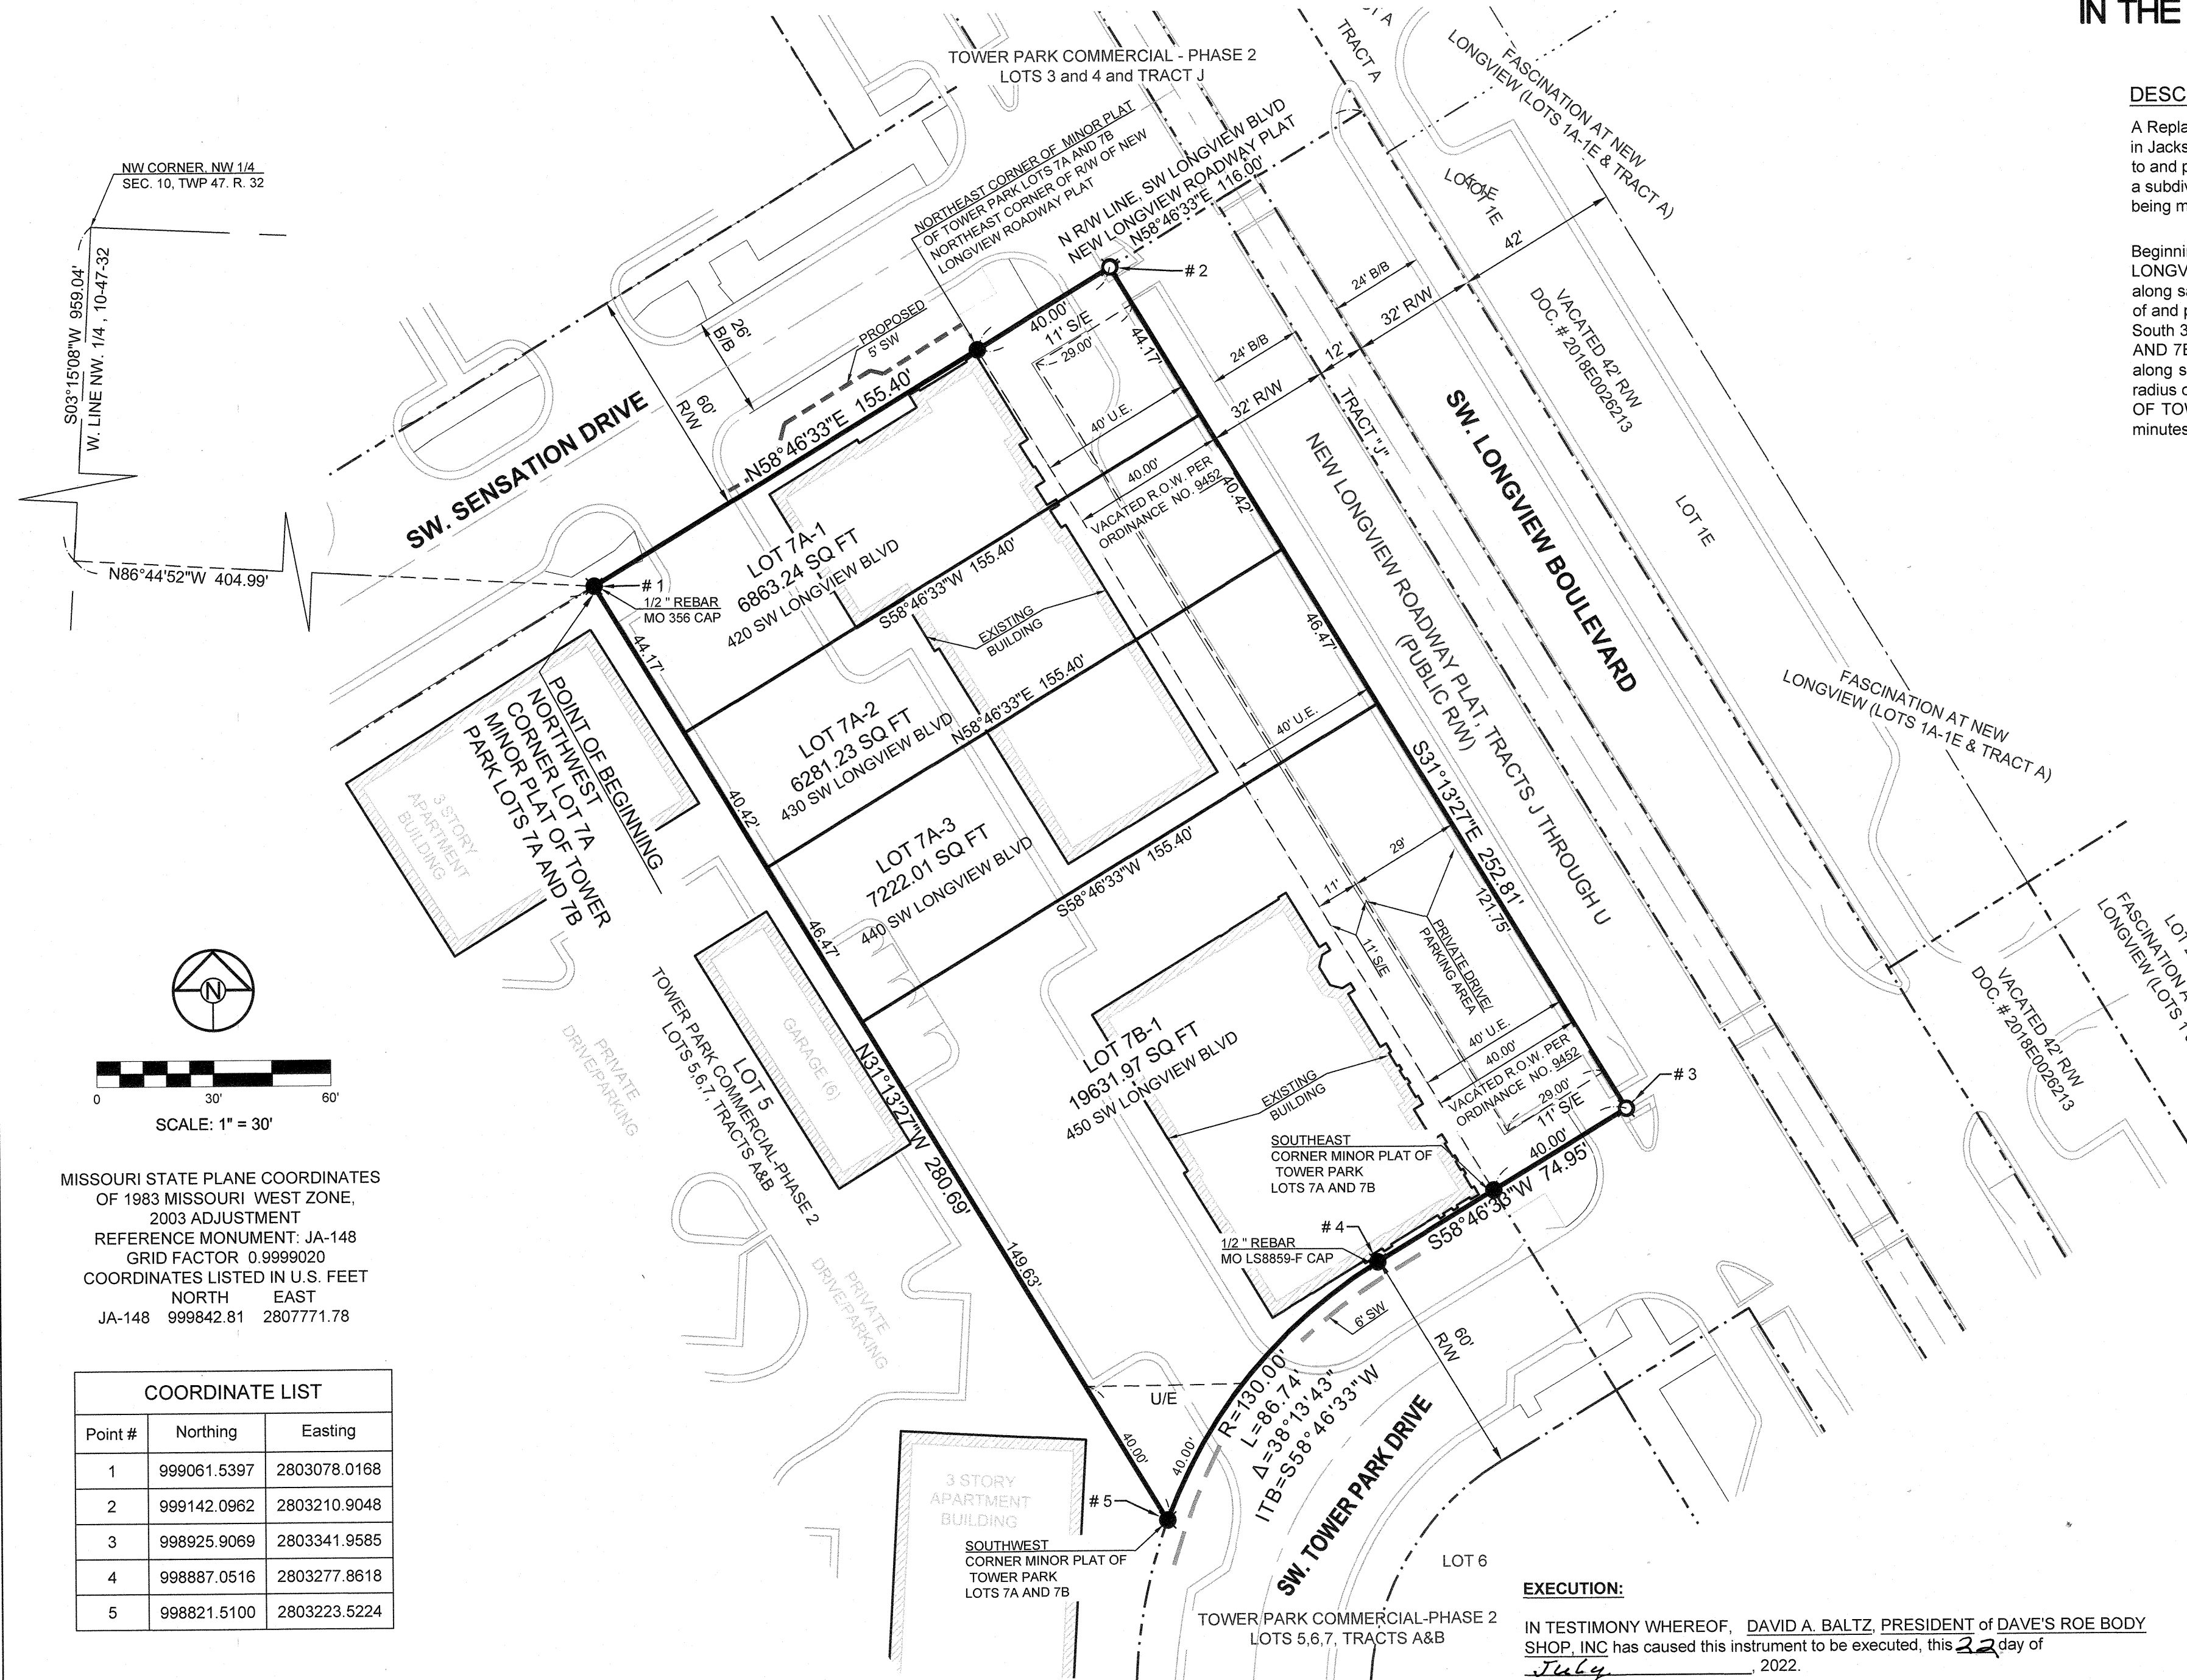 IN THE
TOWER PARK COMMERCIAL - PHASE 2
LOTS 3 and 4 and TRACT J
TRACT A
FASCINATION AT NEW
LONGVIEW (LOTS 1A-1E & TRACT A)
DESC
A Repla
in Jacks
to and p
a subdiv
being m
Beginni
LONGV
along sa
of and p
South 3
AND 7B
along s
radius o
OF TOW
minutes
NW CORNER, NW 1/4
SEC. 10, TWP 47. R. 32
S03°15'08"W 959.04'
W. LINE NW. 1/4 , 10-47-32
N86°44'52"W 404.99'
NORTHEAST CORNER OF MINOR PLAT
OF TOWER PARK LOTS 7A AND 7B
NORTHEAST CORNER OF R/W OF NEW
LONGVIEW ROADWAY PLAT
N R/W LINE, SW LONGVIEW BLVD
NEW LONGVIEW ROADWAY PLAT
N58°46'33"E 116.00'
# 2
LOT 1E
42'
24' B/B
32' R/W
VACATED 42' R/W
DOC. # 2018E0026213
PROPOSED
5' SW
26'
B/B
60'
R/W
40.00'
11' S/E
29.00'
44.17'
24' B/B
12'
32' R/W
TRACT "J"
SW. SENSATION DRIVE
N58°46'33"E 155.40'
40' U.E.
40.00'
VACATED R.O.W. PER
ORDINANCE NO. 9452
40.42'
SW. LONGVIEW BOULEVARD
LOT 1E
NEW LONGVIEW ROADWAY PLAT, TRACTS J THROUGH U
(PUBLIC R/W)
# 1
1/2 " REBAR
MO 356 CAP
LOT 7A-1
6863.24 SQ FT
420 SW LONGVIEW BLVD
S58°46'33"W 155.40'
EXISTING
BUILDING
46.47'
44.17'
POINT OF BEGINNING
NORTHWEST
CORNER LOT 7A
MINOR PLAT OF TOWER
PARK LOTS 7A AND 7B
LOT 7A-2
6281.23 SQ FT
430 SW LONGVIEW BLVD
N58°46'33"E 155.40'
40' U.E.
FASCINATION AT NEW
LONGVIEW (LOTS 1A-1E & TRACT A)
3 STORY
APARTMENT
BUILDING
40.42'
LOT 7A-3
7222.01 SQ FT
440 SW LONGVIEW BLVD
S58°46'33"W 155.40'
S31°13'27"E 252.81'
121.75'
29'
11'
11' S/E
PRIVATE DRIVE/
PARKING AREA
46.47'
FASCINATION A
LONGVIEW (LOTS 1
VACATED 42' R/W
DOC. # 2018E0026213
N
0 30' 60'
SCALE: 1" = 30'
LOT 5
TOWER PARK COMMERCIAL-PHASE 2
LOTS 5,6,7, TRACTS A&B
GARAGE (6)
PRIVATE
DRIVE/PARKING
N31°13'27"W 280.69'
LOT 7B-1
19631.97 SQ FT
450 SW LONGVIEW BLVD
EXISTING
BUILDING
40' U.E.
40.00'
VACATED R.O.W. PER
ORDINANCE NO. 9452
29.00'
11' S/E
40.00'
# 3
SOUTHEAST
CORNER MINOR PLAT OF
TOWER PARK
LOTS 7A AND 7B
S58°46'33"W 74.95'
# 4
1/2 " REBAR
MO LS8859-F CAP
MISSOURI STATE PLANE COORDINATES
OF 1983 MISSOURI WEST ZONE,
2003 ADJUSTMENT
REFERENCE MONUMENT: JA-148
GRID FACTOR 0.9999020
COORDINATES LISTED IN U.S. FEET
NORTH EAST
JA-148 999842.81 2807771.78
149.63'
PRIVATE
DRIVE/PARKING
6' SW
60'
R/W
U/E
R=130.00'
L=86.74'
Δ=38°13'43"
ITB=S58°46'33"W
SW. TOWER PARK DRIVE
40.00'
40.00'
COORDINATE LIST
Point # Northing Easting
1 999061.5397 2803078.0168
2 999142.0962 2803210.9048
3 998925.9069 2803341.9585
4 998887.0516 2803277.8618
5 998821.5100 2803223.5224
3 STORY
APARTMENT
BUILDING
# 5
SOUTHWEST
CORNER MINOR PLAT OF
TOWER PARK
LOTS 7A AND 7B
LOT 6
TOWER PARK COMMERCIAL-PHASE 2
LOTS 5,6,7, TRACTS A&B
EXECUTION:
IN TESTIMONY WHEREOF, DAVID A. BALTZ, PRESIDENT of DAVE'S ROE BODY
SHOP, INC has caused this instrument to be executed, this 22 day of
July , 2022.